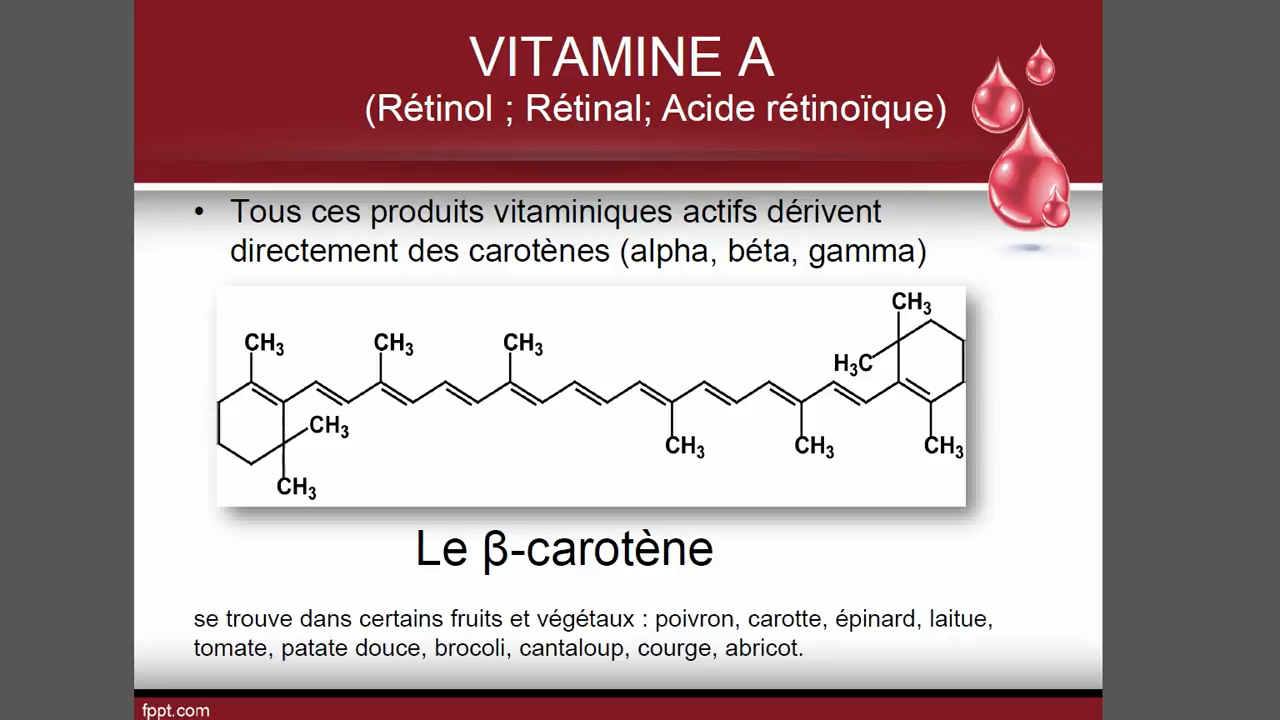 VITAMINE A
(Rétinol ; Rétinal; Acide rétinoïque)
• Tous ces produits vitaminiques actifs dérivent
directement des carotènes (alpha, béta, gamma)
CH3
CH3
CH3
CH3
H3C
CH3
CH3
CH3
CH3
CH3
Le β-carotène
se trouve dans certains fruits et végétaux : poivron, carotte, épinard, laitue,
tomate, patate douce, brocoli, cantaloup, courge, abricot.
fppt.com